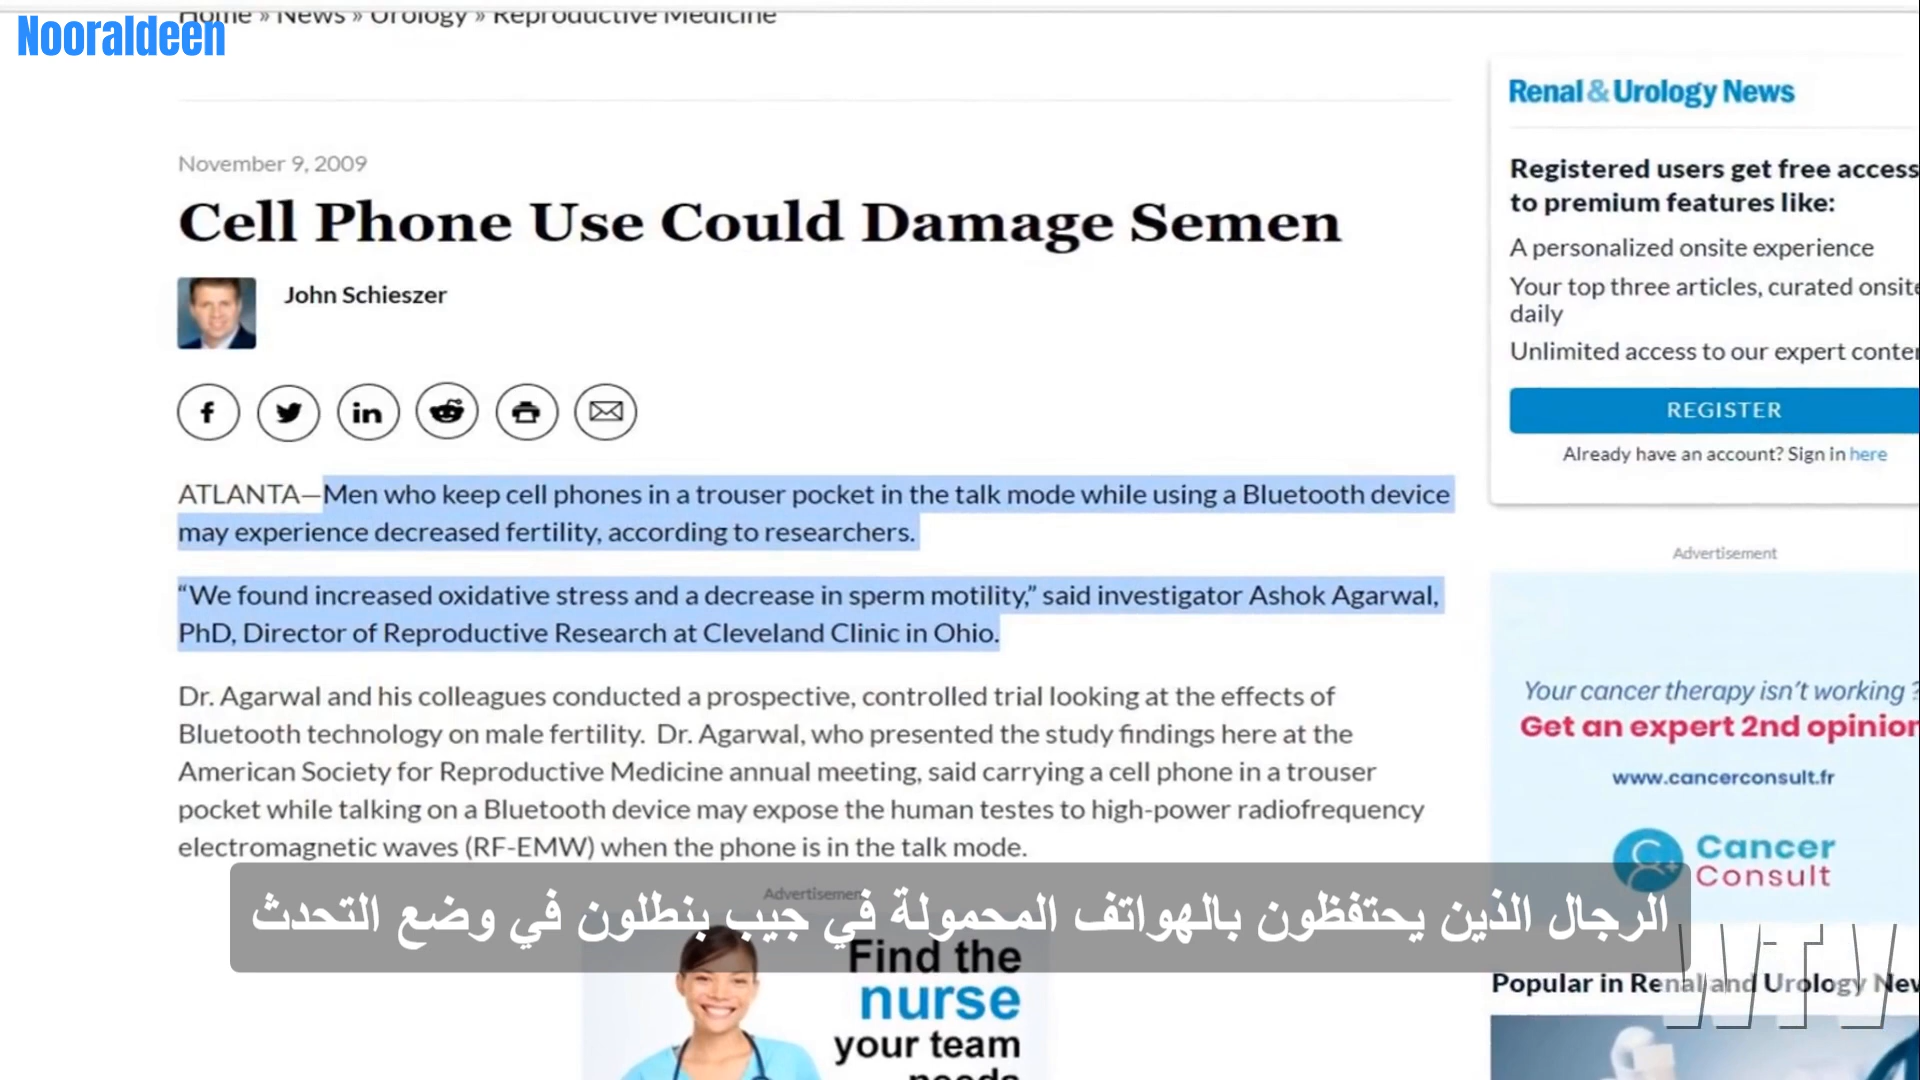 Home » News » Urology » Reproductive Medicine
Nooraldeen
November 9, 2009
Cell Phone Use Could Damage Semen
John Schieszer
ATLANTA—Men who keep cell phones in a trouser pocket in the talk mode while using a Bluetooth device
may experience decreased fertility, according to researchers.
“We found increased oxidative stress and a decrease in sperm motility,” said investigator Ashok Agarwal,
PhD, Director of Reproductive Research at Cleveland Clinic in Ohio.
Dr. Agarwal and his colleagues conducted a prospective, controlled trial looking at the effects of
Bluetooth technology on male fertility. Dr. Agarwal, who presented the study findings here at the
American Society for Reproductive Medicine annual meeting, said carrying a cell phone in a trouser
pocket while talking on a Bluetooth device may expose the human testes to high-power radiofrequency
electromagnetic waves (RF-EMW) when the phone is in the talk mode.
Advertisement
الرجال الذين يحتفظون بالهواتف المحمولة في جيب بنطلون في وضع التحدث
Find the
nurse
your team
needs
Renal & Urology News
Registered users get free access
to premium features like:
A personalized onsite experience
Your top three articles, curated onsite
daily
Unlimited access to our expert conte
REGISTER
Already have an account? Sign in here
Advertisement
Your cancer therapy isn’t working ?
Get an expert 2nd opinion
www.cancerconsult.fr
Cancer
Consult
WTV
Popular in Renal and Urology New